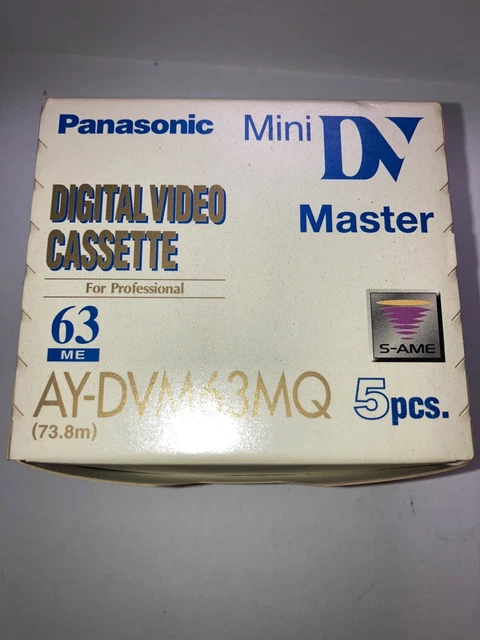 Panasonic
Mini DV
DIGITAL VIDEO
CASSETTE
Master
For Professional
63
ME
S-AME
AY-DVM63MQ
5pcs.
(73.8m)